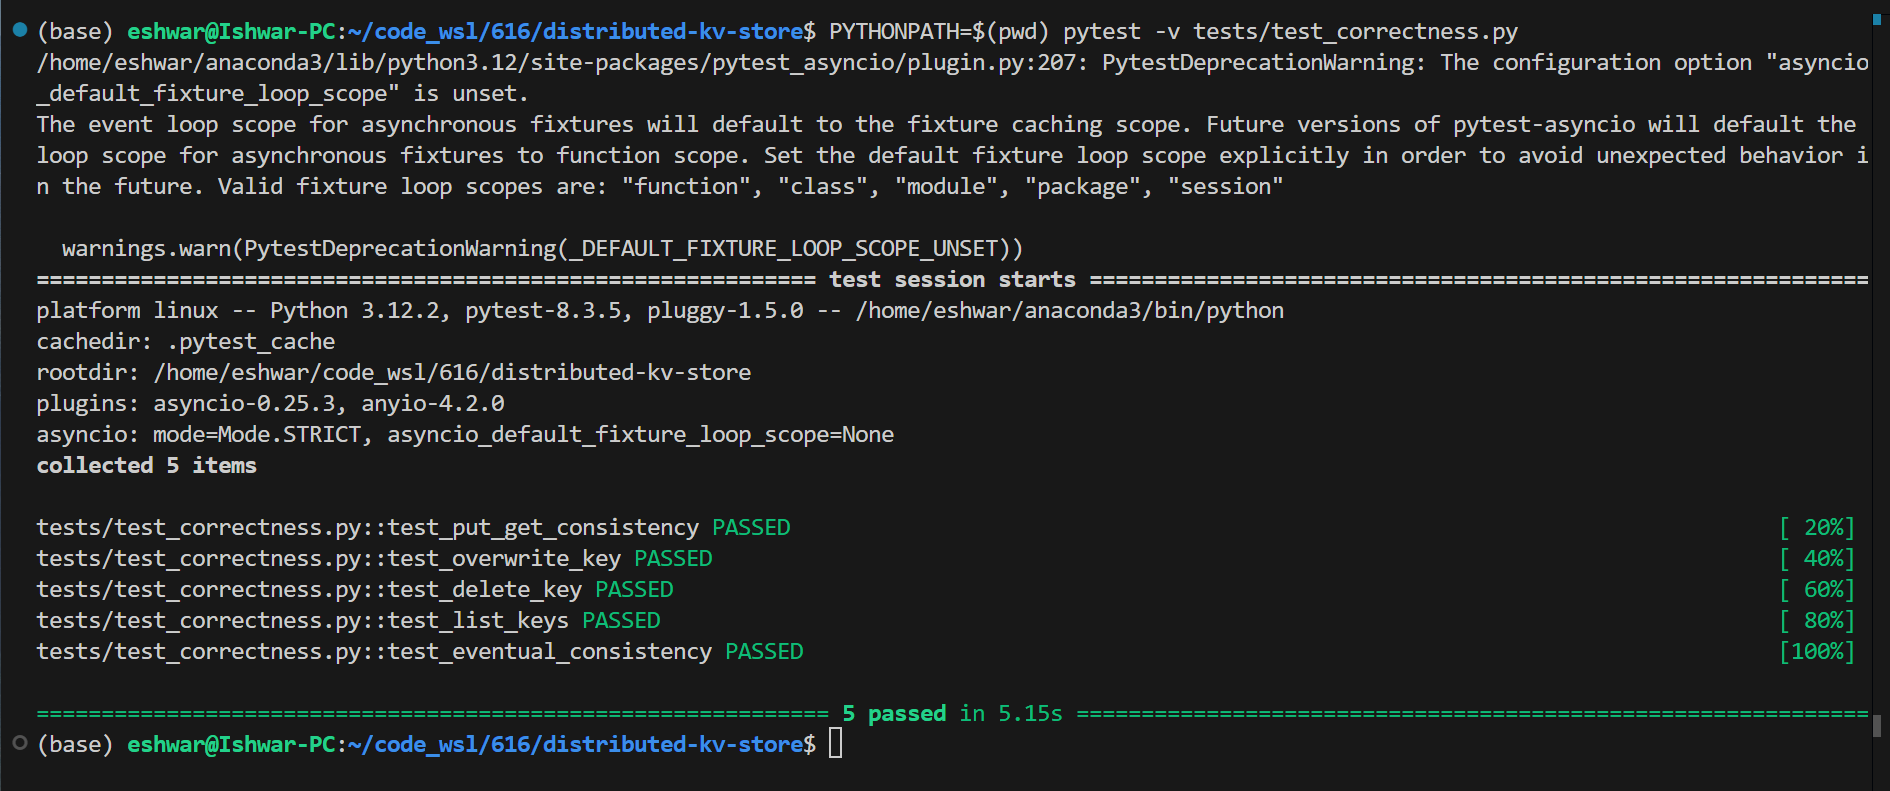 (base) eshwar@Ishwar-PC:~/code_wsl/616/distributed-kv-store$ PYTHONPATH=$(pwd) pytest -v tests/test_correctness.py
/home/eshwar/anaconda3/lib/python3.12/site-packages/pytest_asyncio/plugin.py:207: PytestDeprecationWarning: The configuration option "asyncio
_default_fixture_loop_scope" is unset.
The event loop scope for asynchronous fixtures will default to the fixture caching scope. Future versions of pytest-asyncio will default the
loop scope for asynchronous fixtures to function scope. Set the default fixture loop scope explicitly in order to avoid unexpected behavior i
n the future. Valid fixture loop scopes are: "function", "class", "module", "package", "session"

  warnings.warn(PytestDeprecationWarning(_DEFAULT_FIXTURE_LOOP_SCOPE_UNSET))
============================================================ test session starts ============================================================
platform linux -- Python 3.12.2, pytest-8.3.5, pluggy-1.5.0 -- /home/eshwar/anaconda3/bin/python
cachedir: .pytest_cache
rootdir: /home/eshwar/code_wsl/616/distributed-kv-store
plugins: asyncio-0.25.3, anyio-4.2.0
asyncio: mode=Mode.STRICT, asyncio_default_fixture_loop_scope=None
collected 5 items

tests/test_correctness.py::test_put_get_consistency PASSED [ 20%]
tests/test_correctness.py::test_overwrite_key PASSED [ 40%]
tests/test_correctness.py::test_delete_key PASSED [ 60%]
tests/test_correctness.py::test_list_keys PASSED [ 80%]
tests/test_correctness.py::test_eventual_consistency PASSED [100%]

============================================================= 5 passed in 5.15s =============================================================
(base) eshwar@Ishwar-PC:~/code_wsl/616/distributed-kv-store$